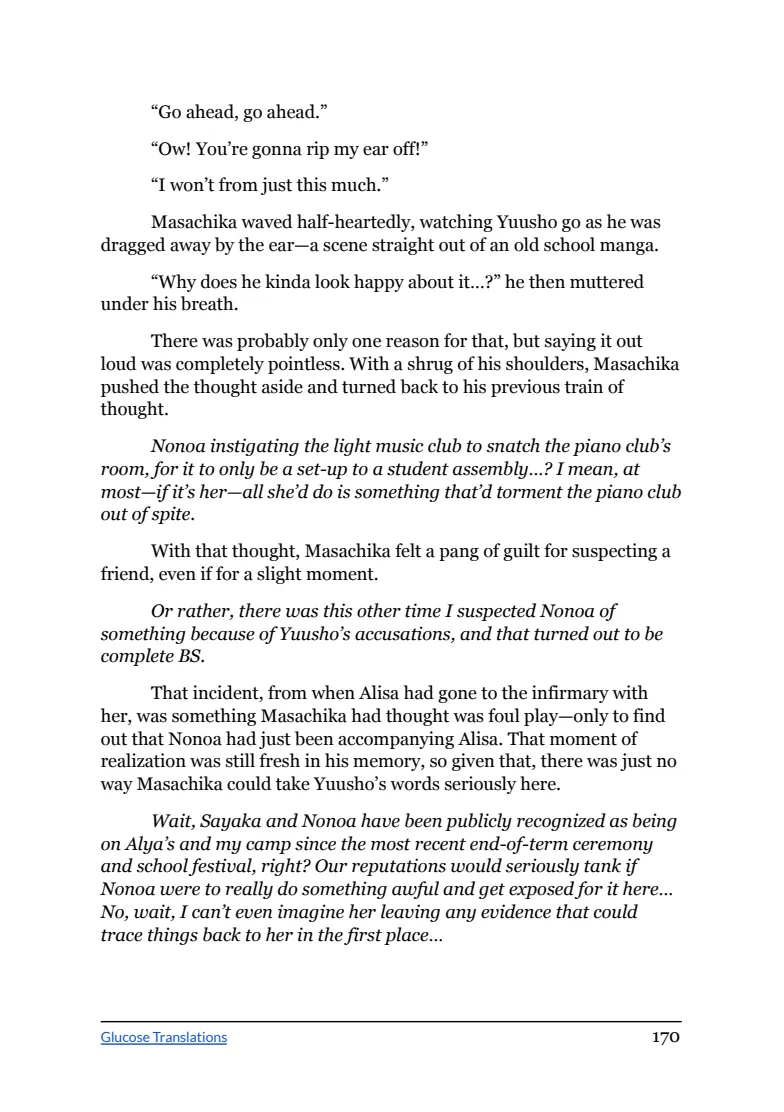 “Go ahead, go ahead.”
“Ow! You’re gonna rip my ear off!”
“I won’t from just this much.”
Masachika waved half-heartedly, watching Yuusho go as he was
dragged away by the ear—a scene straight out of an old school manga.
“Why does he kinda look happy about it…?” he then muttered
under his breath.
There was probably only one reason for that, but saying it out
loud was completely pointless. With a shrug of his shoulders, Masachika
pushed the thought aside and turned back to his previous train of
thought.
Nonoa instigating the light music club to snatch the piano club’s
room, for it to only be a set-up to a student assembly…? I mean, at
most—if it’s her—all she’d do is something that’d torment the piano club
out of spite.
With that thought, Masachika felt a pang of guilt for suspecting a
friend, even if for a slight moment.
Or rather, there was this other time I suspected Nonoa of
something because of Yuusho’s accusations, and that turned out to be
complete BS.
That incident, from when Alisa had gone to the infirmary with
her, was something Masachika had thought was foul play—only to find
out that Nonoa had just been accompanying Alisa. That moment of
realization was still fresh in his memory, so given that, there was just no
way Masachika could take Yuusho’s words seriously here.
Wait, Sayaka and Nonoa have been publicly recognized as being
on Alya’s and my camp since the most recent end-of-term ceremony
and school festival, right? Our reputations would seriously tank if
Nonoa were to really do something awful and get exposed for it here…
No, wait, I can’t even imagine her leaving any evidence that could
trace things back to her in the first place…
Glucose Translations
170